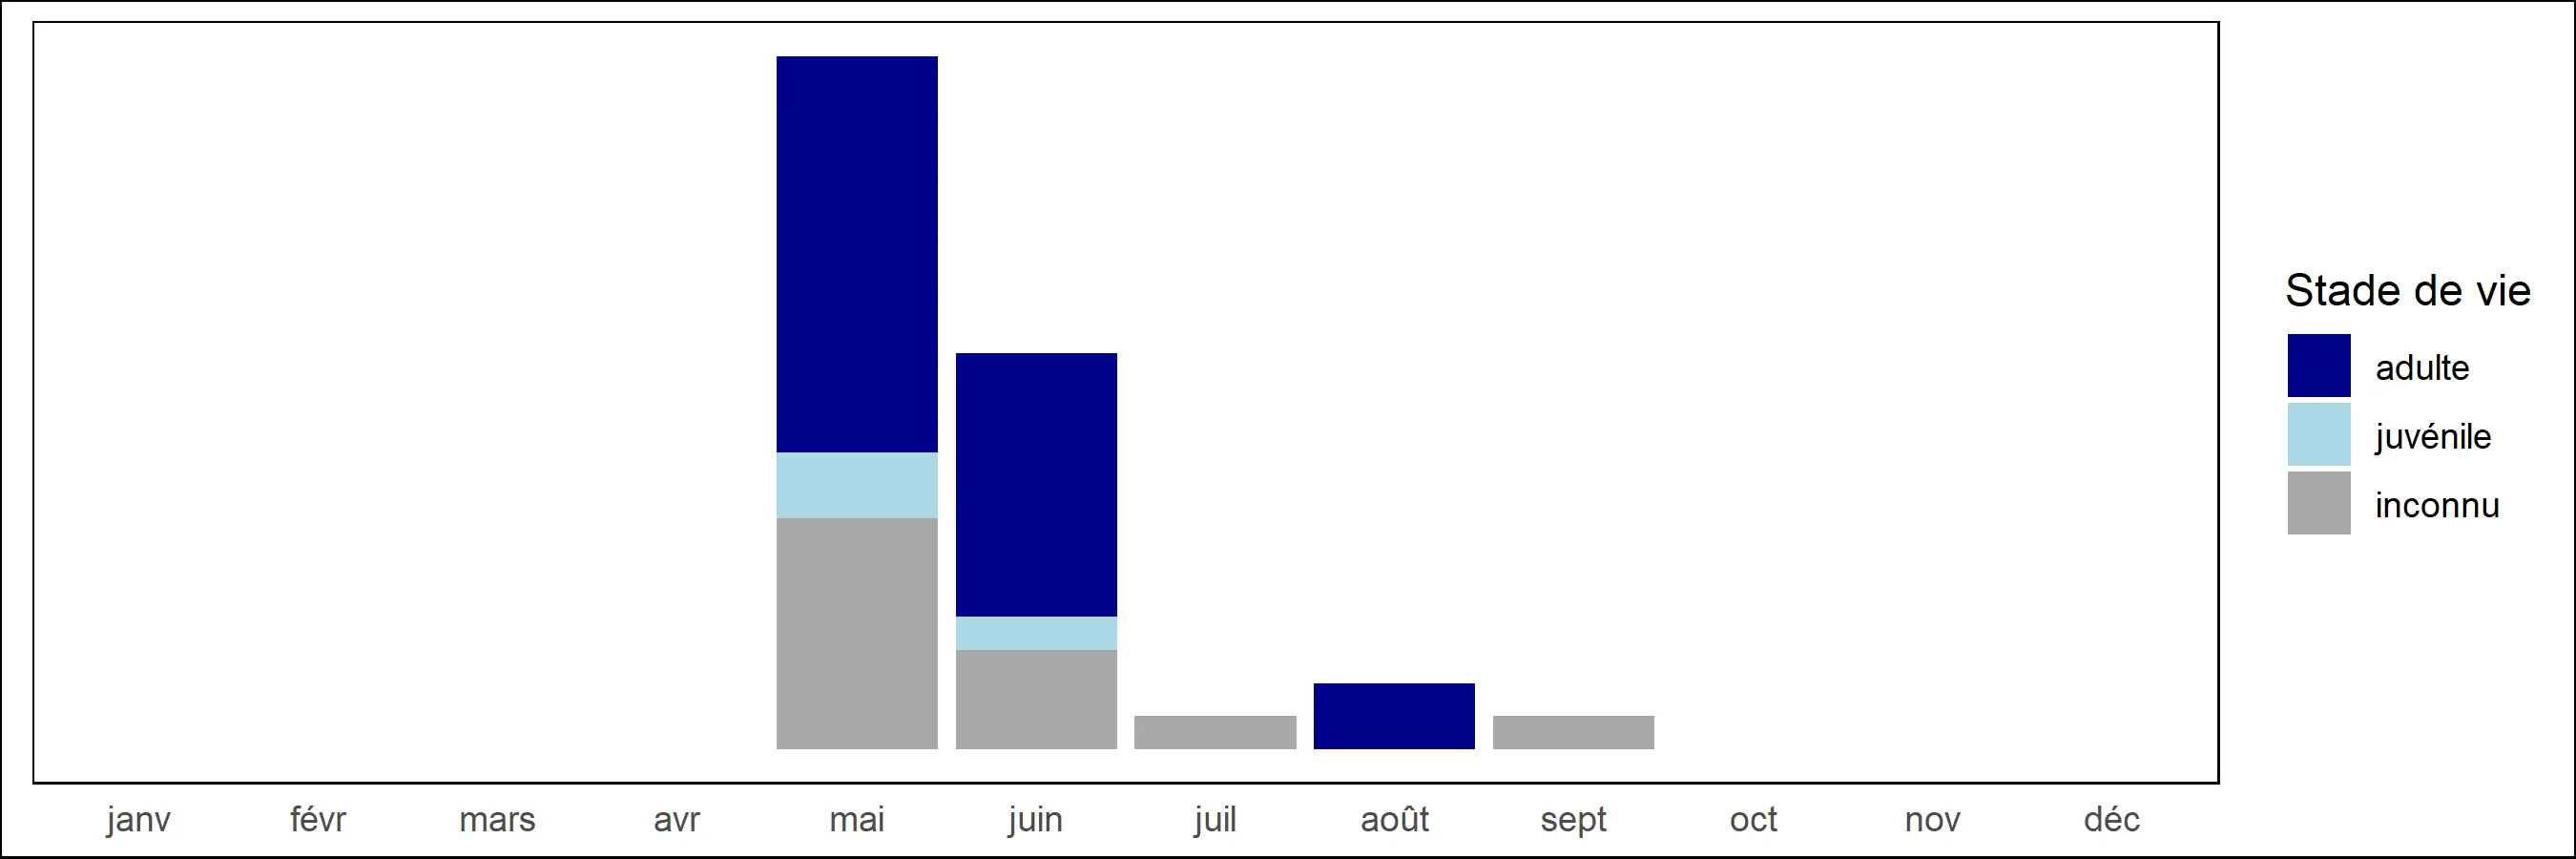 Stade de vie
adulte
juvénile
inconnu
janv févr mars avr mai juin juil août sept oct nov déc